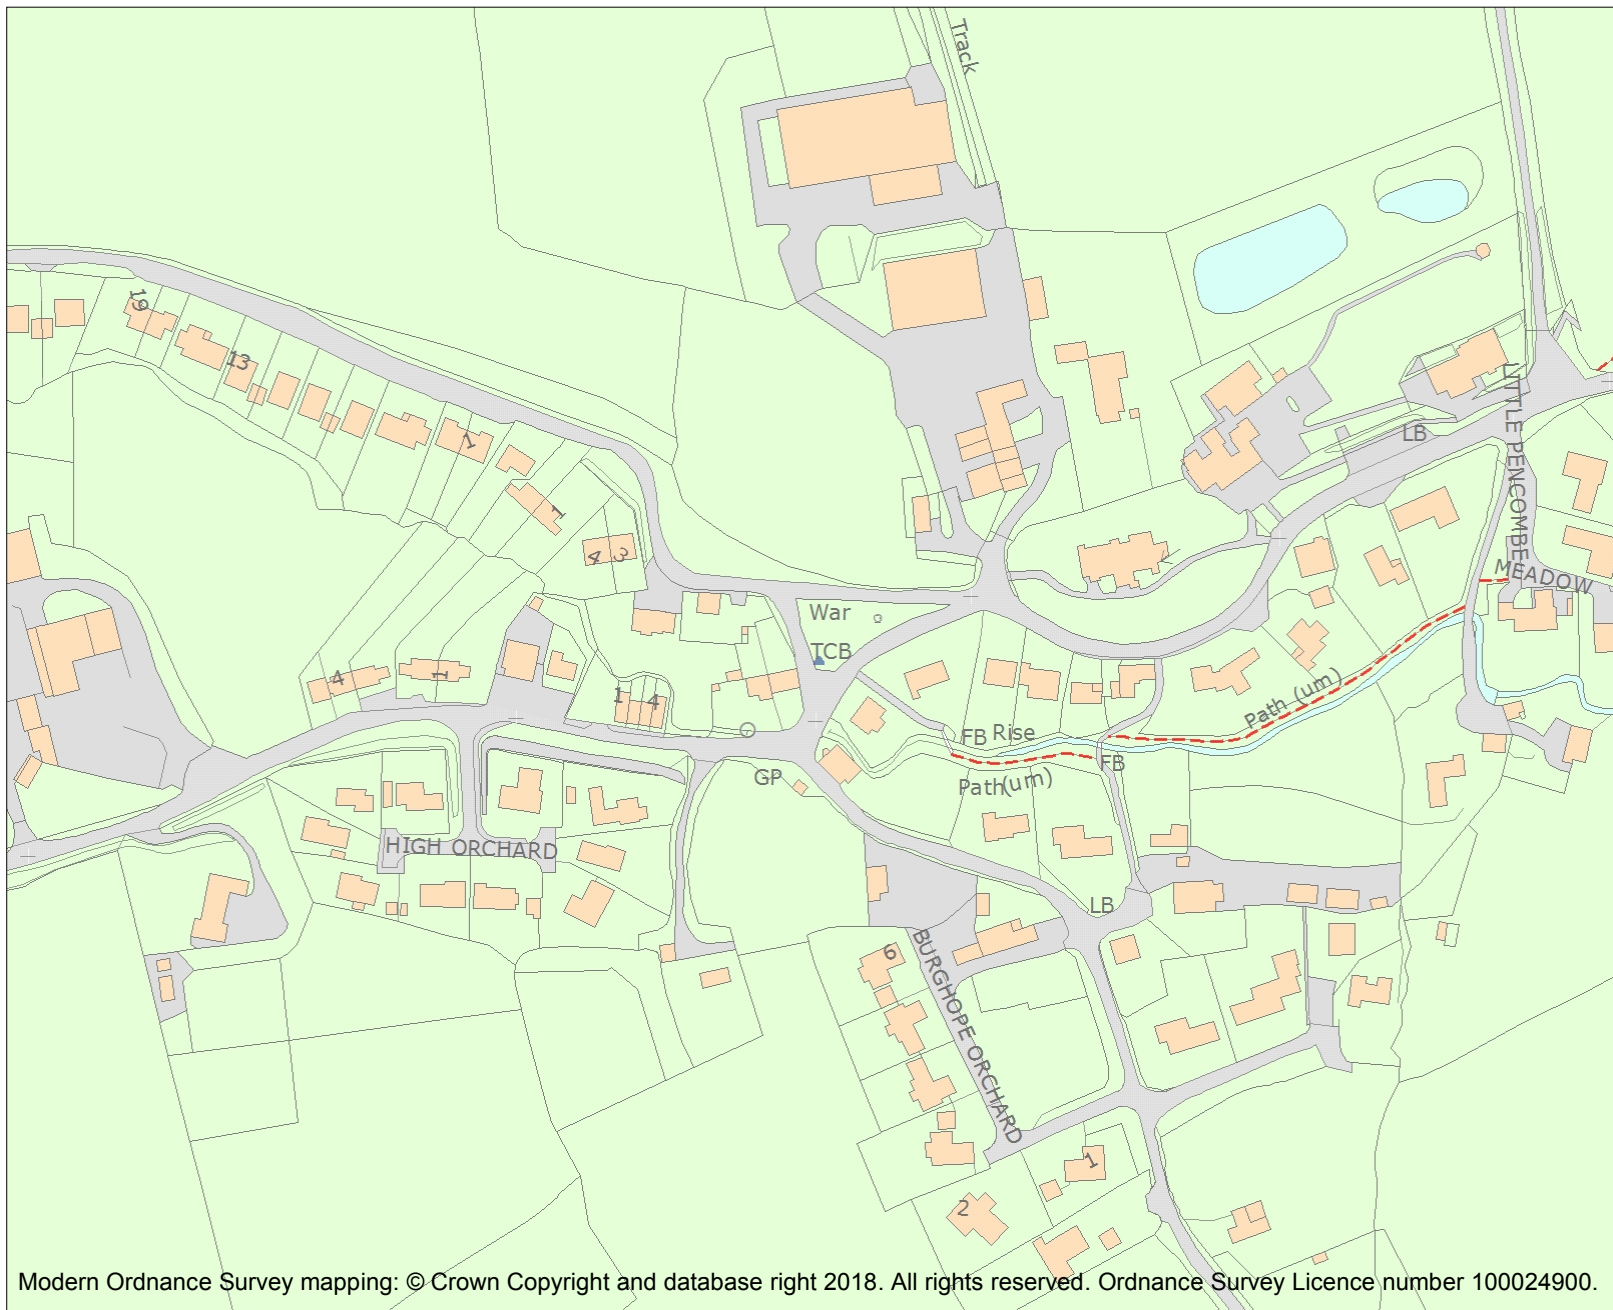 Track
19
13
1
1
4 3
LB
LITTLE PENCOMBE
MEADOW
War
TCB
4
1
1 4
Path (um)
FB Rise
FB
Path(um)
GP
HIGH ORCHARD
LB
6
BURGHOPE ORCHARD
1
2
Modern Ordnance Survey mapping: © Crown Copyright and database right 2018. All rights reserved. Ordnance Survey Licence number 100024900.